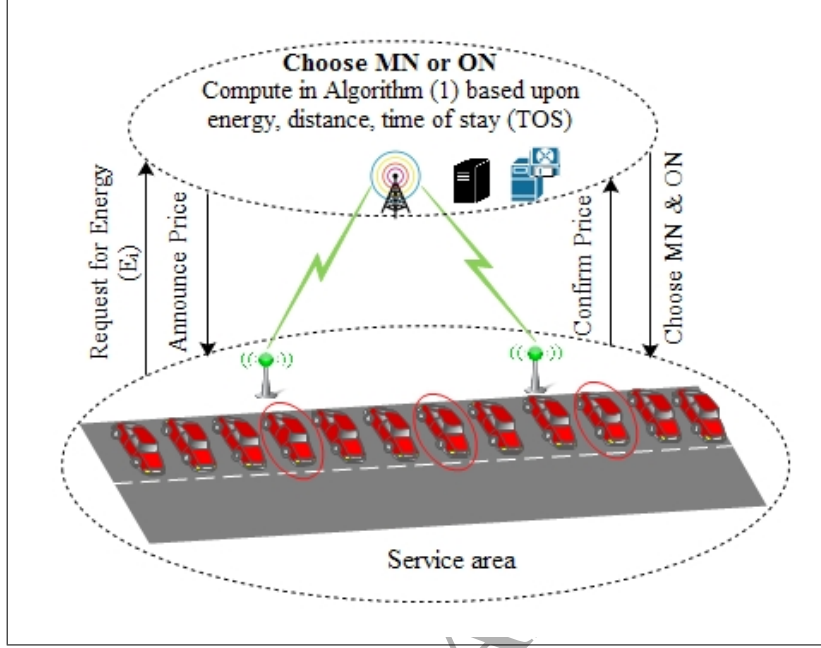 Choose MN or ON
Compute in Algorithm (1) based upon
energy, distance, time of stay (TOS)
Request for Energy
(Ei)
Announce Price
Confirm Price
Choose MN & ON
Service area